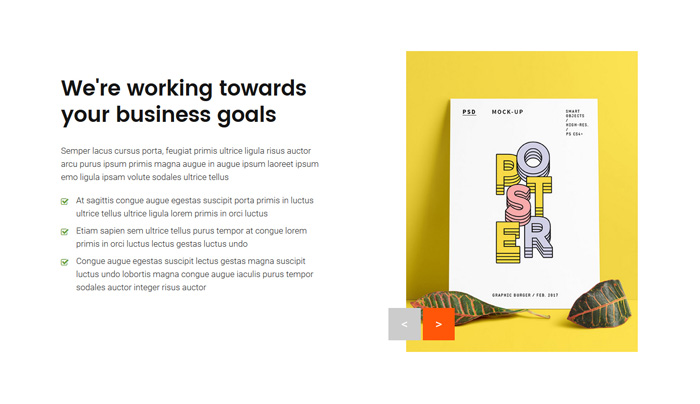 We're working towards
your business goals
Semper lacus cursus porta, feugiat primis ultrice ligula risus auctor
arcu purus ipsum primis magna augue in augue ipsum laoreet ipsum
emo ligula ipsam volute sodales ultrice tellus
At sagittis congue augue egestas suscipit porta primis in luctus
ultrice tellus ultrice ligula lorem primis in orci luctus
Etiam sapien sem ultrice tellus purus tempor at congue lorem
primis in orci luctus lectus gestas luctus undo
Congue augue egestas suscipit lectus gestas magna suscipit
luctus undo lobortis magna congue augue iaculis purus tempor
sodales auctor integer risus auctor
PSD MOCK-UP
SMART
OBJECTS
/
HIGH-RES.
/
PS CS4+
POSTER
GRAPHIC BURGER / FEB. 2017
< >